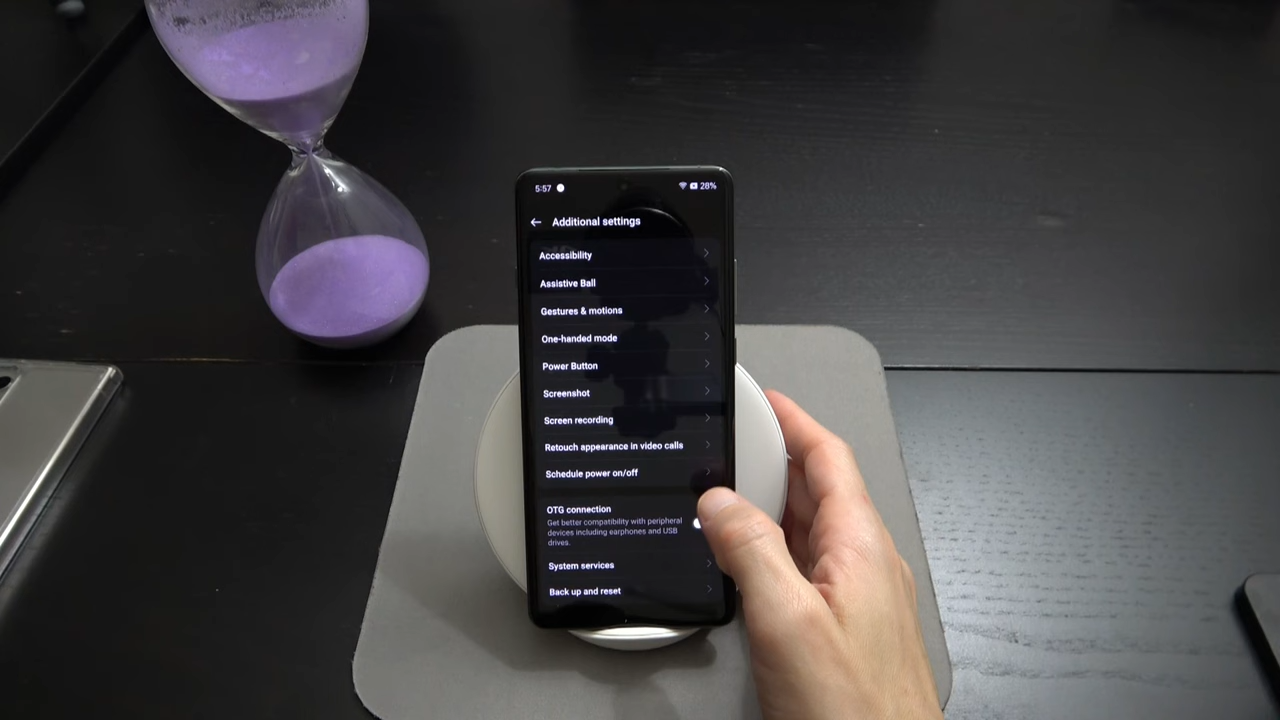 5:57 28%
Additional settings
Accessibility
Assistive Ball
Gestures & motions
One-handed mode
Power Button
Screenshot
Screen recording
Retouch appearance in video calls
Schedule power on/off
OTG connection
Get better compatibility with peripheral
devices including earphones and USB
drives.
System services
Back up and reset